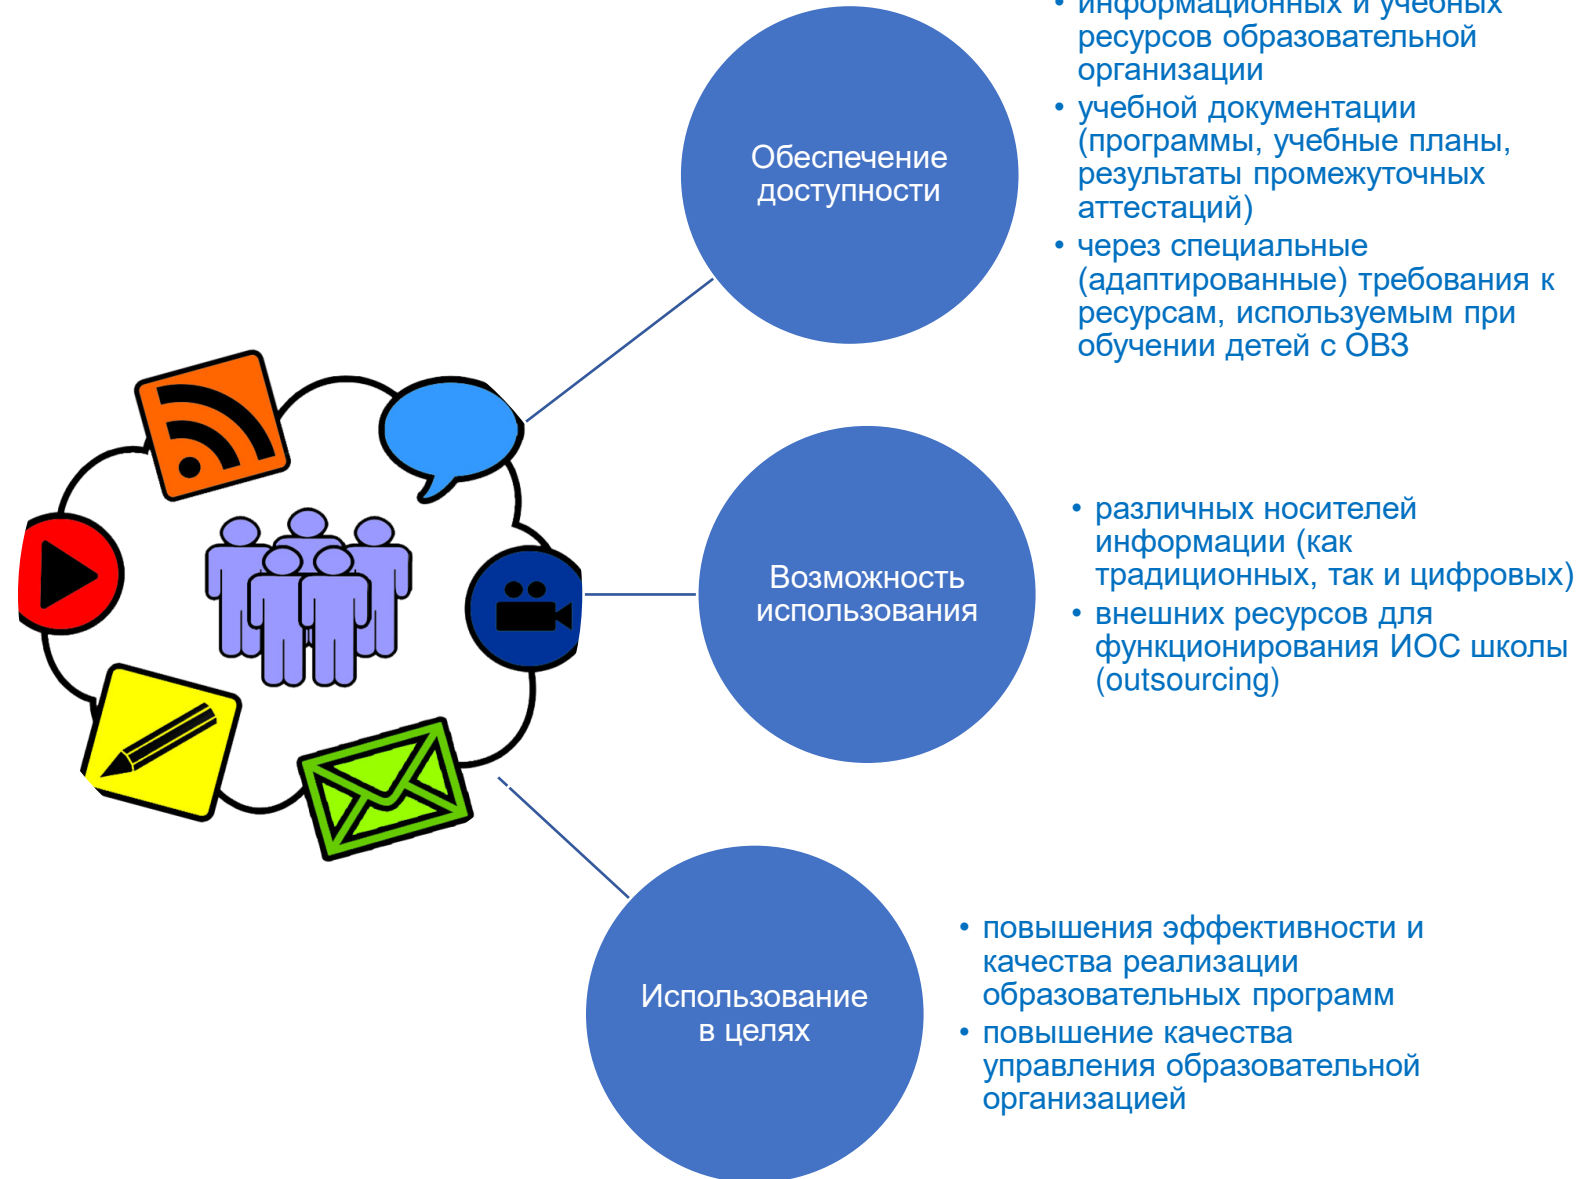 Обеспечение
доступности
• информационных и учебных
ресурсов образовательной
организации
• учебной документации
(программы, учебные планы,
результаты промежуточных
аттестаций)
• через специальные
(адаптированные) требования к
ресурсам, используемым при
обучении детей с ОВЗ
Возможность
использования
• различных носителей
информации (как
традиционных, так и цифровых)
• внешних ресурсов для
функционирования ИОС школы
(outsourcing)
Использование
в целях
• повышения эффективности и
качества реализации
образовательных программ
• повышение качества
управления образовательной
организацией